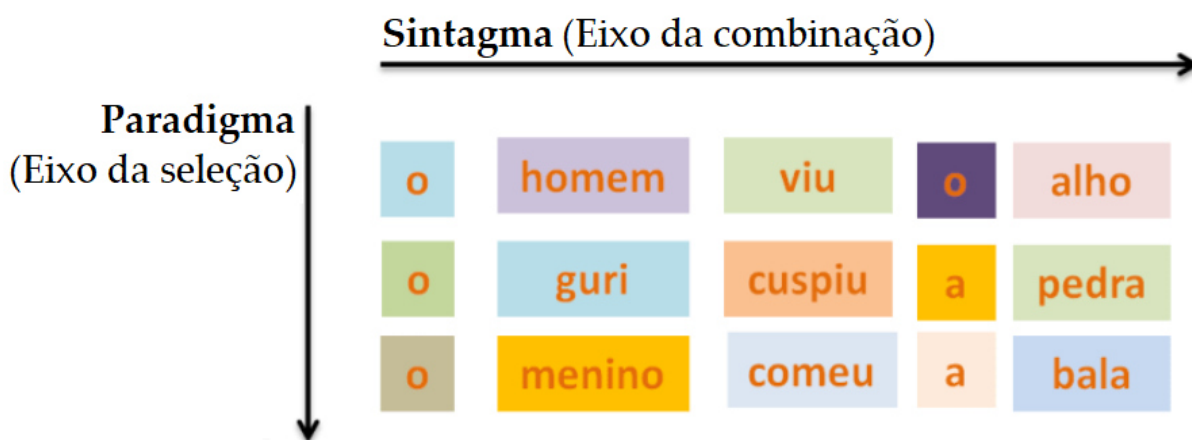 Sintagma (Eixo da combinação)
Paradigma
(Eixo da seleção)
o homem viu o alho
o guri cuspiu a pedra
o menino comeu a bala